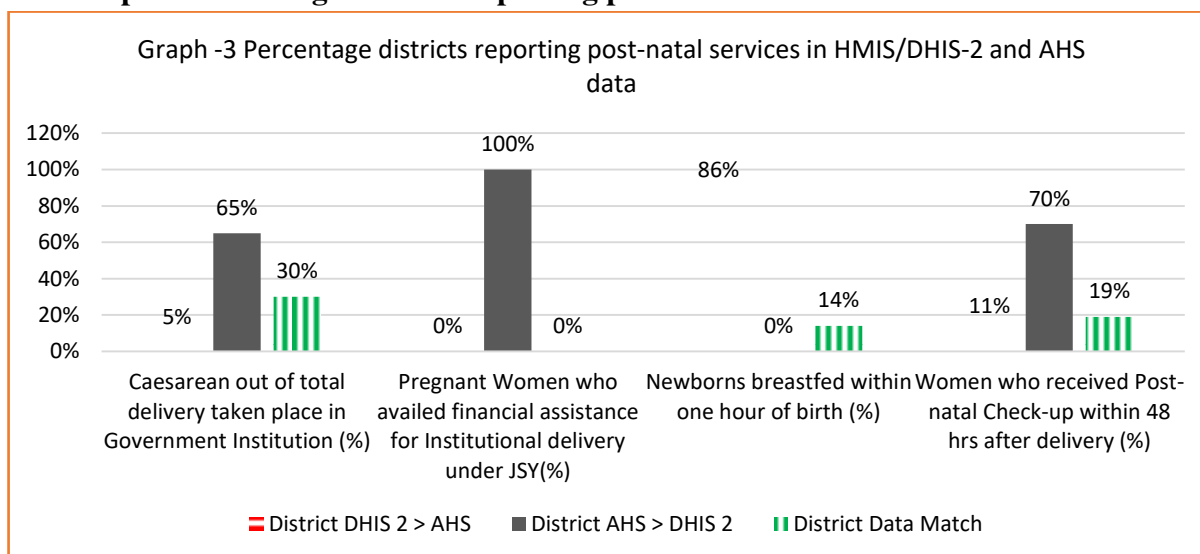 Graph -3 Percentage districts reporting post-natal services in HMIS/DHIS-2 and AHS
data
120%
100%
80%
60%
40%
20%
0%
5%
65%
30%
0%
100%
0%
86%
0%
14%
11%
70%
19%
Caesarean out of total
delivery taken place in
Government Institution (%)
Pregnant Women who
availed financial assistance
for Institutional delivery
under JSY(%)
Newborns breastfed within
one hour of birth (%)
Women who received Post-
natal Check-up within 48
hrs after delivery (%)
District DHIS 2 > AHS
District AHS > DHIS 2
District Data Match